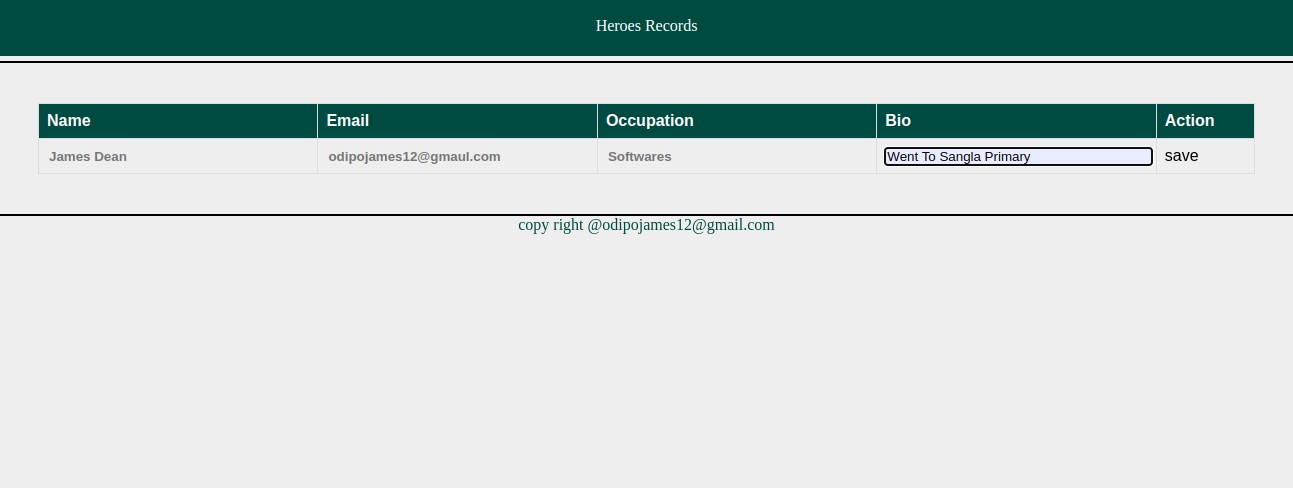 Heroes Records
Name Email Occupation Bio Action
James Dean odipojames12@gmaul.com Softwares Went To Sangla Primary save
copy right @odipojames12@gmail.com